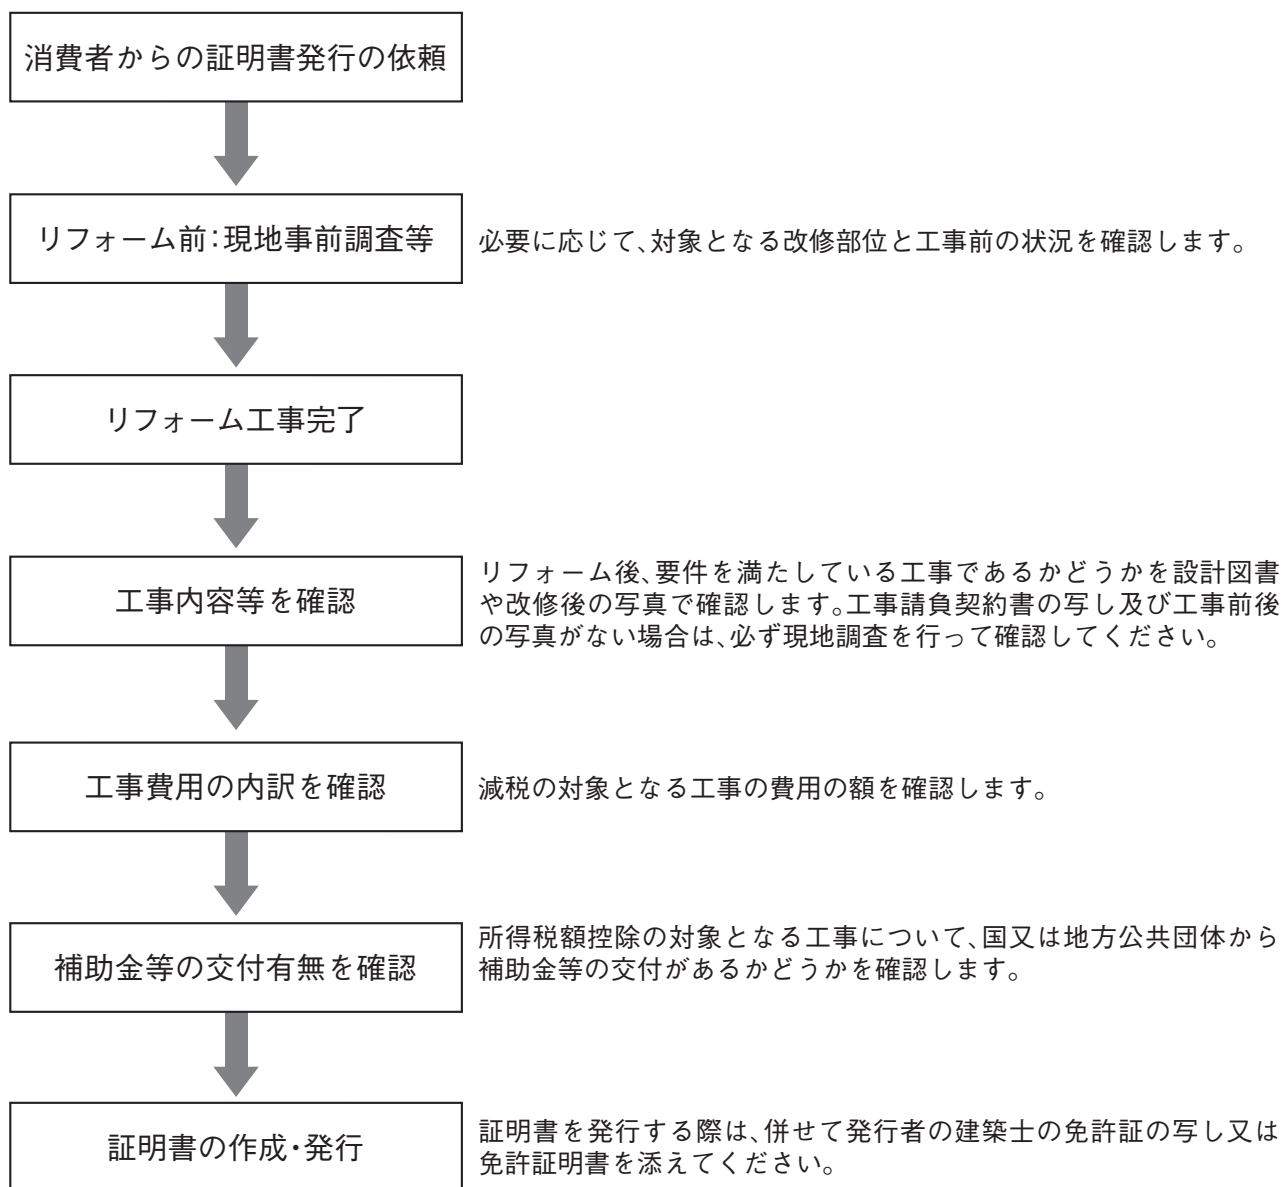 消費者からの証明書発行の依頼
リフォーム前：現地事前調査等
必要に応じて、対象となる改修部位と工事前の状況を確認します。
リフォーム工事完了
工事内容等を確認
リフォーム後、要件を満たしている工事であるかどうかを設計図書
や改修後の写真で確認します。工事請負契約書の写し及び工事前後
の写真がない場合は、必ず現地調査を行って確認してください。
工事費用の内訳を確認
減税の対象となる工事の費用の額を確認します。
補助金等の交付有無を確認
所得税額控除の対象となる工事について、国又は地方公共団体から
補助金等の交付があるかどうかを確認します。
証明書の作成・発行
証明書を発行する際は、併せて発行者の建築士の免許証の写し又は
免許証明書を添えてください。